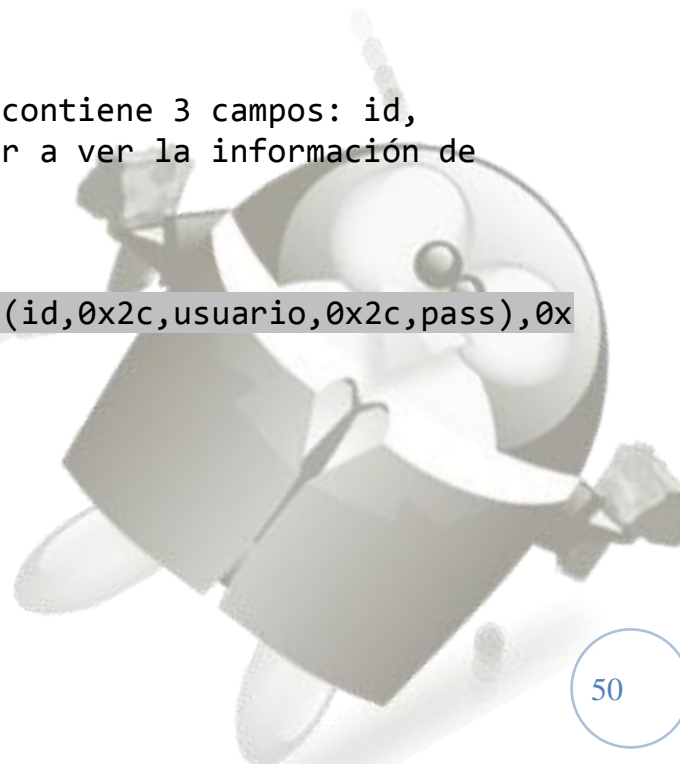 contiene 3 campos: id,
r a ver la información de
(id,0x2c,usuario,0x2c,pass),0x
50